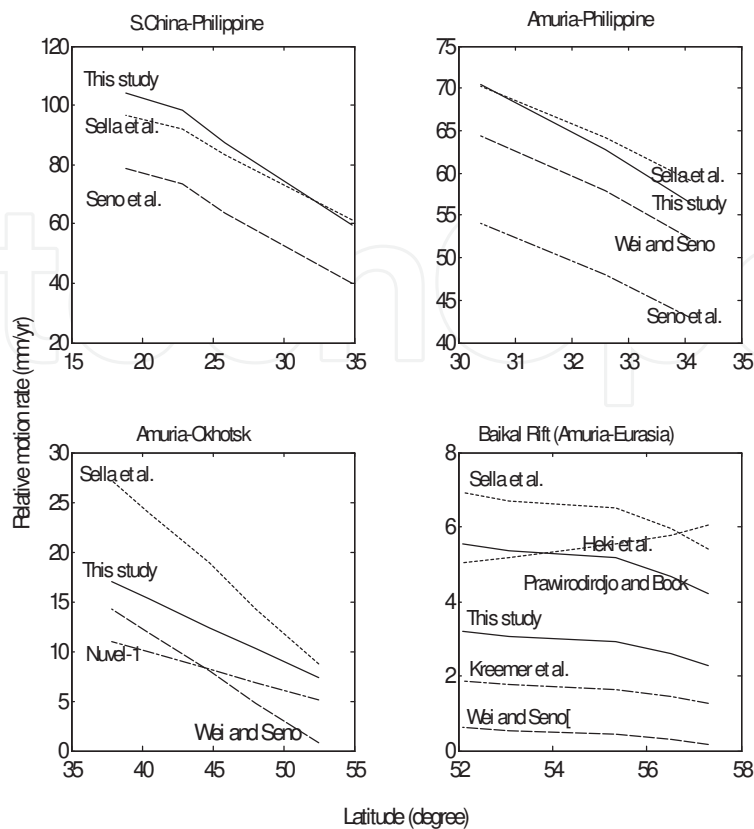 S.China-Philippine
120
100
80
60
40
20
15
20
25
30
35
This study
Sella et al.
Seno et al.
Amuria-Philippine
75
70
65
60
55
50
45
40
30
31
32
33
34
35
Sella et al.
This study
Wei and Seno
Seno et al.
Relative motion rate (mm/yr)
Amuria-Okhotsk
30
25
20
15
10
5
0
35
40
45
50
55
Sella et al.
This study
Nuvel-1
Wei and Seno
Baikal Rift (Amuria-Eurasia)
8
6
4
2
0
52
54
56
58
Sella et al.
Heki et al.
Prawirodirdjo and Bock
This study
Kreemer et al.
Wei and Seno[
Latitude (degree)